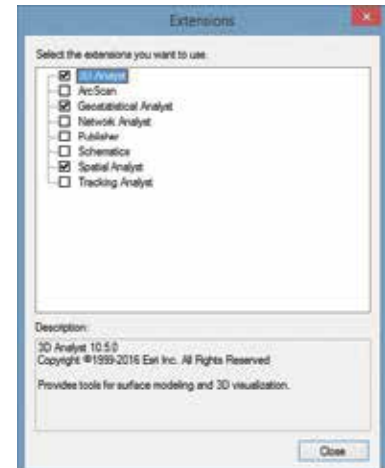 Extensions
Select the extensions you want to use.
3D Analyst
ArcScan
Geostatistical Analyst
Network Analyst
Publisher
Schematics
Spatial Analyst
Tracking Analyst
Description:
3D Analyst 10.5.0
Copyright ©1999-2016 Esri Inc. All Rights Reserved
Provides tools for surface modeling and 3D visualization.
Close